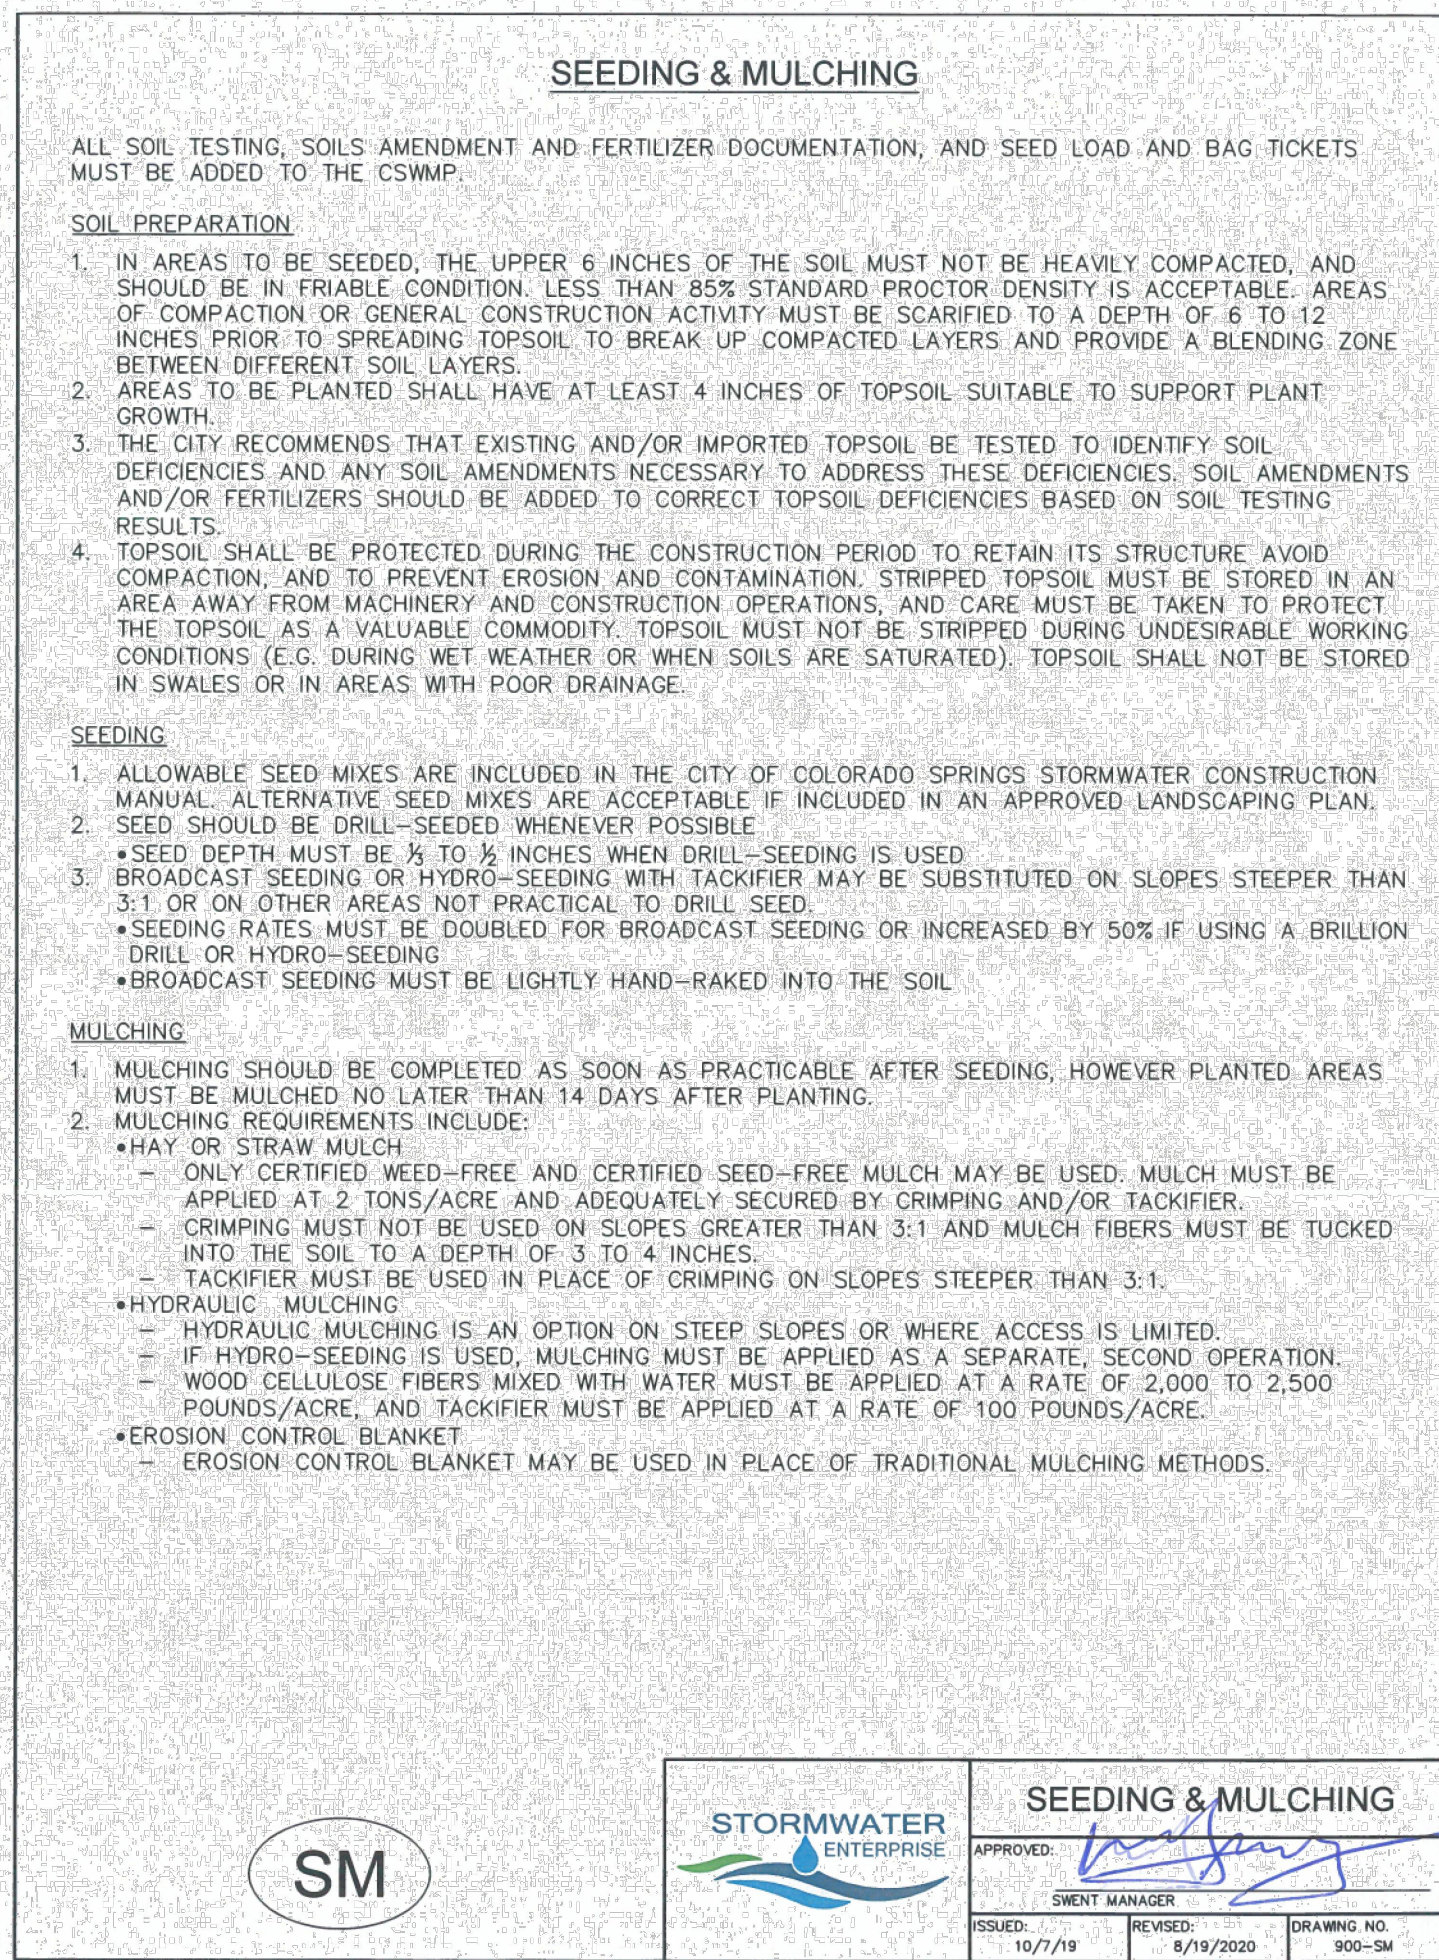 SEEDING & MULCHING
ALL SOIL TESTING, SOILS AMENDMENT AND FERTILIZER DOCUMENTATION, AND SEED LOAD AND BAG TICKETS
MUST BE ADDED TO THE CSWMP.
SOIL PREPARATION
1. IN AREAS TO BE SEEDED, THE UPPER 6 INCHES OF THE SOIL MUST NOT BE HEAVILY COMPACTED, AND
SHOULD BE IN FRIABLE CONDITION. LESS THAN 85% STANDARD PROCTOR DENSITY IS ACCEPTABLE. AREAS
OF COMPACTION OR GENERAL CONSTRUCTION ACTIVITY MUST BE SCARIFIED TO A DEPTH OF 6 TO 12
INCHES PRIOR TO SPREADING TOPSOIL TO BREAK UP COMPACTED LAYERS AND PROVIDE A BLENDING ZONE
BETWEEN DIFFERENT SOIL LAYERS.
2. AREAS TO BE PLANTED SHALL HAVE AT LEAST 4 INCHES OF TOPSOIL SUITABLE TO SUPPORT PLANT
GROWTH.
3. THE CITY RECOMMENDS THAT EXISTING AND/OR IMPORTED TOPSOIL BE TESTED TO IDENTIFY SOIL
DEFICIENCIES AND ANY SOIL AMENDMENTS NECESSARY TO ADDRESS THESE DEFICIENCIES. SOIL AMENDMENTS
AND/OR FERTILIZERS SHOULD BE ADDED TO CORRECT TOPSOIL DEFICIENCIES BASED ON SOIL TESTING
RESULTS.
4. TOPSOIL SHALL BE PROTECTED DURING THE CONSTRUCTION PERIOD TO RETAIN ITS STRUCTURE AVOID
COMPACTION, AND TO PREVENT EROSION AND CONTAMINATION. STRIPPED TOPSOIL MUST BE STORED IN AN
AREA AWAY FROM MACHINERY AND CONSTRUCTION OPERATIONS, AND CARE MUST BE TAKEN TO PROTECT
THE TOPSOIL AS A VALUABLE COMMODITY. TOPSOIL MUST NOT BE STRIPPED DURING UNDESIRABLE WORKING
CONDITIONS (E.G. DURING WET WEATHER OR WHEN SOILS ARE SATURATED). TOPSOIL SHALL NOT BE STORED
IN SWALES OR IN AREAS WITH POOR DRAINAGE.
SEEDING
1. ALLOWABLE SEED MIXES ARE INCLUDED IN THE CITY OF COLORADO SPRINGS STORMWATER CONSTRUCTION
MANUAL. ALTERNATIVE SEED MIXES ARE ACCEPTABLE IF INCLUDED IN AN APPROVED LANDSCAPING PLAN.
2. SEED SHOULD BE DRILL-SEEDED WHENEVER POSSIBLE
•SEED DEPTH MUST BE ⅓ TO ½ INCHES WHEN DRILL-SEEDING IS USED
3. BROADCAST SEEDING OR HYDRO-SEEDING WITH TACKIFIER MAY BE SUBSTITUTED ON SLOPES STEEPER THAN
3:1 OR ON OTHER AREAS NOT PRACTICAL TO DRILL SEED.
•SEEDING RATES MUST BE DOUBLED FOR BROADCAST SEEDING OR INCREASED BY 50% IF USING A BRILLION
DRILL OR HYDRO-SEEDING
•BROADCAST SEEDING MUST BE LIGHTLY HAND-RAKED INTO THE SOIL
MULCHING
1. MULCHING SHOULD BE COMPLETED AS SOON AS PRACTICABLE AFTER SEEDING, HOWEVER PLANTED AREAS
MUST BE MULCHED NO LATER THAN 14 DAYS AFTER PLANTING.
2. MULCHING REQUIREMENTS INCLUDE:
•HAY OR STRAW MULCH
– ONLY CERTIFIED WEED-FREE AND CERTIFIED SEED-FREE MULCH MAY BE USED. MULCH MUST BE
APPLIED AT 2 TONS/ACRE AND ADEQUATELY SECURED BY CRIMPING AND/OR TACKIFIER.
– CRIMPING MUST NOT BE USED ON SLOPES GREATER THAN 3:1 AND MULCH FIBERS MUST BE TUCKED
INTO THE SOIL TO A DEPTH OF 3 TO 4 INCHES.
– TACKIFIER MUST BE USED IN PLACE OF CRIMPING ON SLOPES STEEPER THAN 3:1.
•HYDRAULIC MULCHING
– HYDRAULIC MULCHING IS AN OPTION ON STEEP SLOPES OR WHERE ACCESS IS LIMITED.
– IF HYDRO-SEEDING IS USED, MULCHING MUST BE APPLIED AS A SEPARATE, SECOND OPERATION.
– WOOD CELLULOSE FIBERS MIXED WITH WATER MUST BE APPLIED AT A RATE OF 2,000 TO 2,500
POUNDS/ACRE, AND TACKIFIER MUST BE APPLIED AT A RATE OF 100 POUNDS/ACRE.
•EROSION CONTROL BLANKET
– EROSION CONTROL BLANKET MAY BE USED IN PLACE OF TRADITIONAL MULCHING METHODS.
SM
STORMWATER
ENTERPRISE
SEEDING & MULCHING
APPROVED:
SWENT MANAGER
ISSUED: 10/7/19
REVISED: 8/19/2020
DRAWING NO. 900-SM